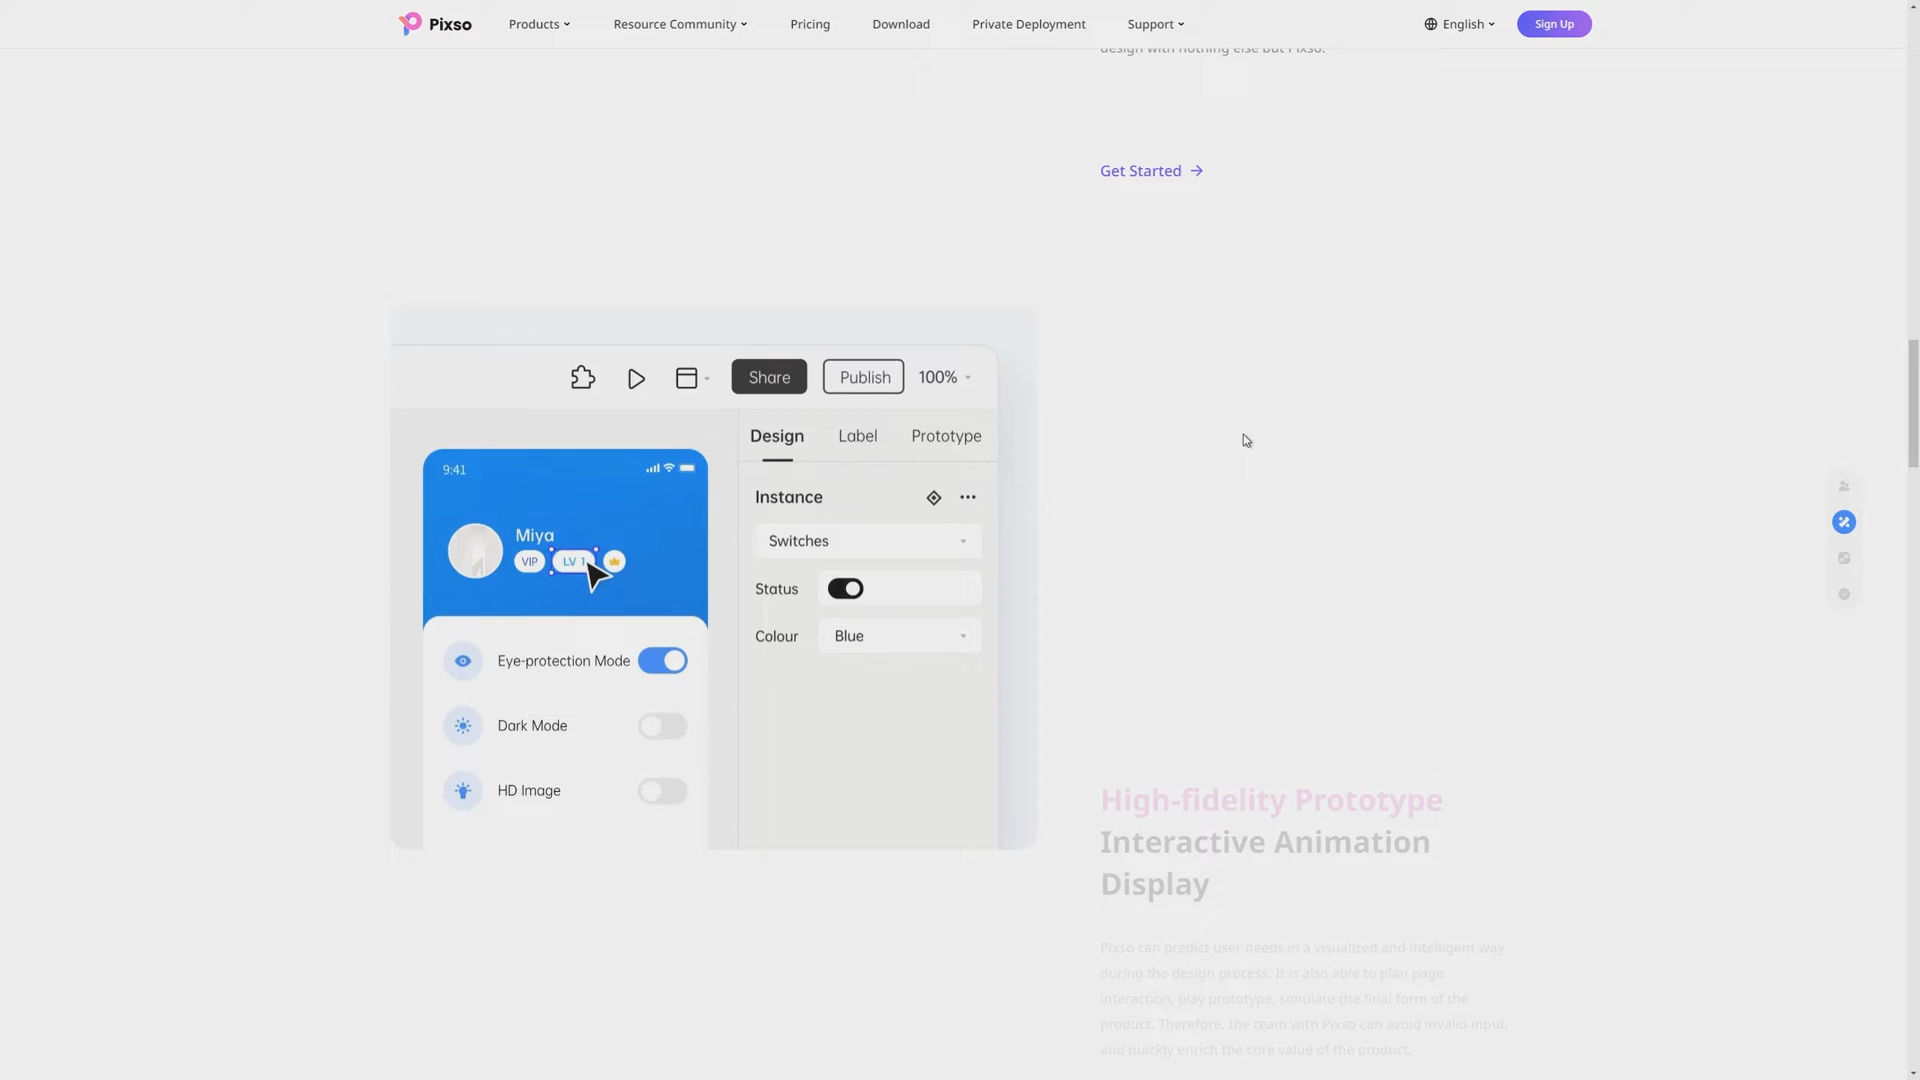 Pixso
Products
Resource Community
Pricing
Download
Private Deployment
Support
English
Sign Up
design with nothing else but Pixso.
Get Started
Share
Publish
100%
Design
Label
Prototype
9:41
Instance
Miya
Switches
VIP
LV 1
Status
Colour
Blue
Eye-protection Mode
Dark Mode
HD Image
High-fidelity Prototype
Interactive Animation
Display
Pixso can predict user needs in a visualized and intelligent way
during the design process. It is also able to plan page
interaction, play prototype, simulate the final form of the
product. Therefore, the team with Pixso can avoid invalid input,
and quickly enrich the core value of the product;